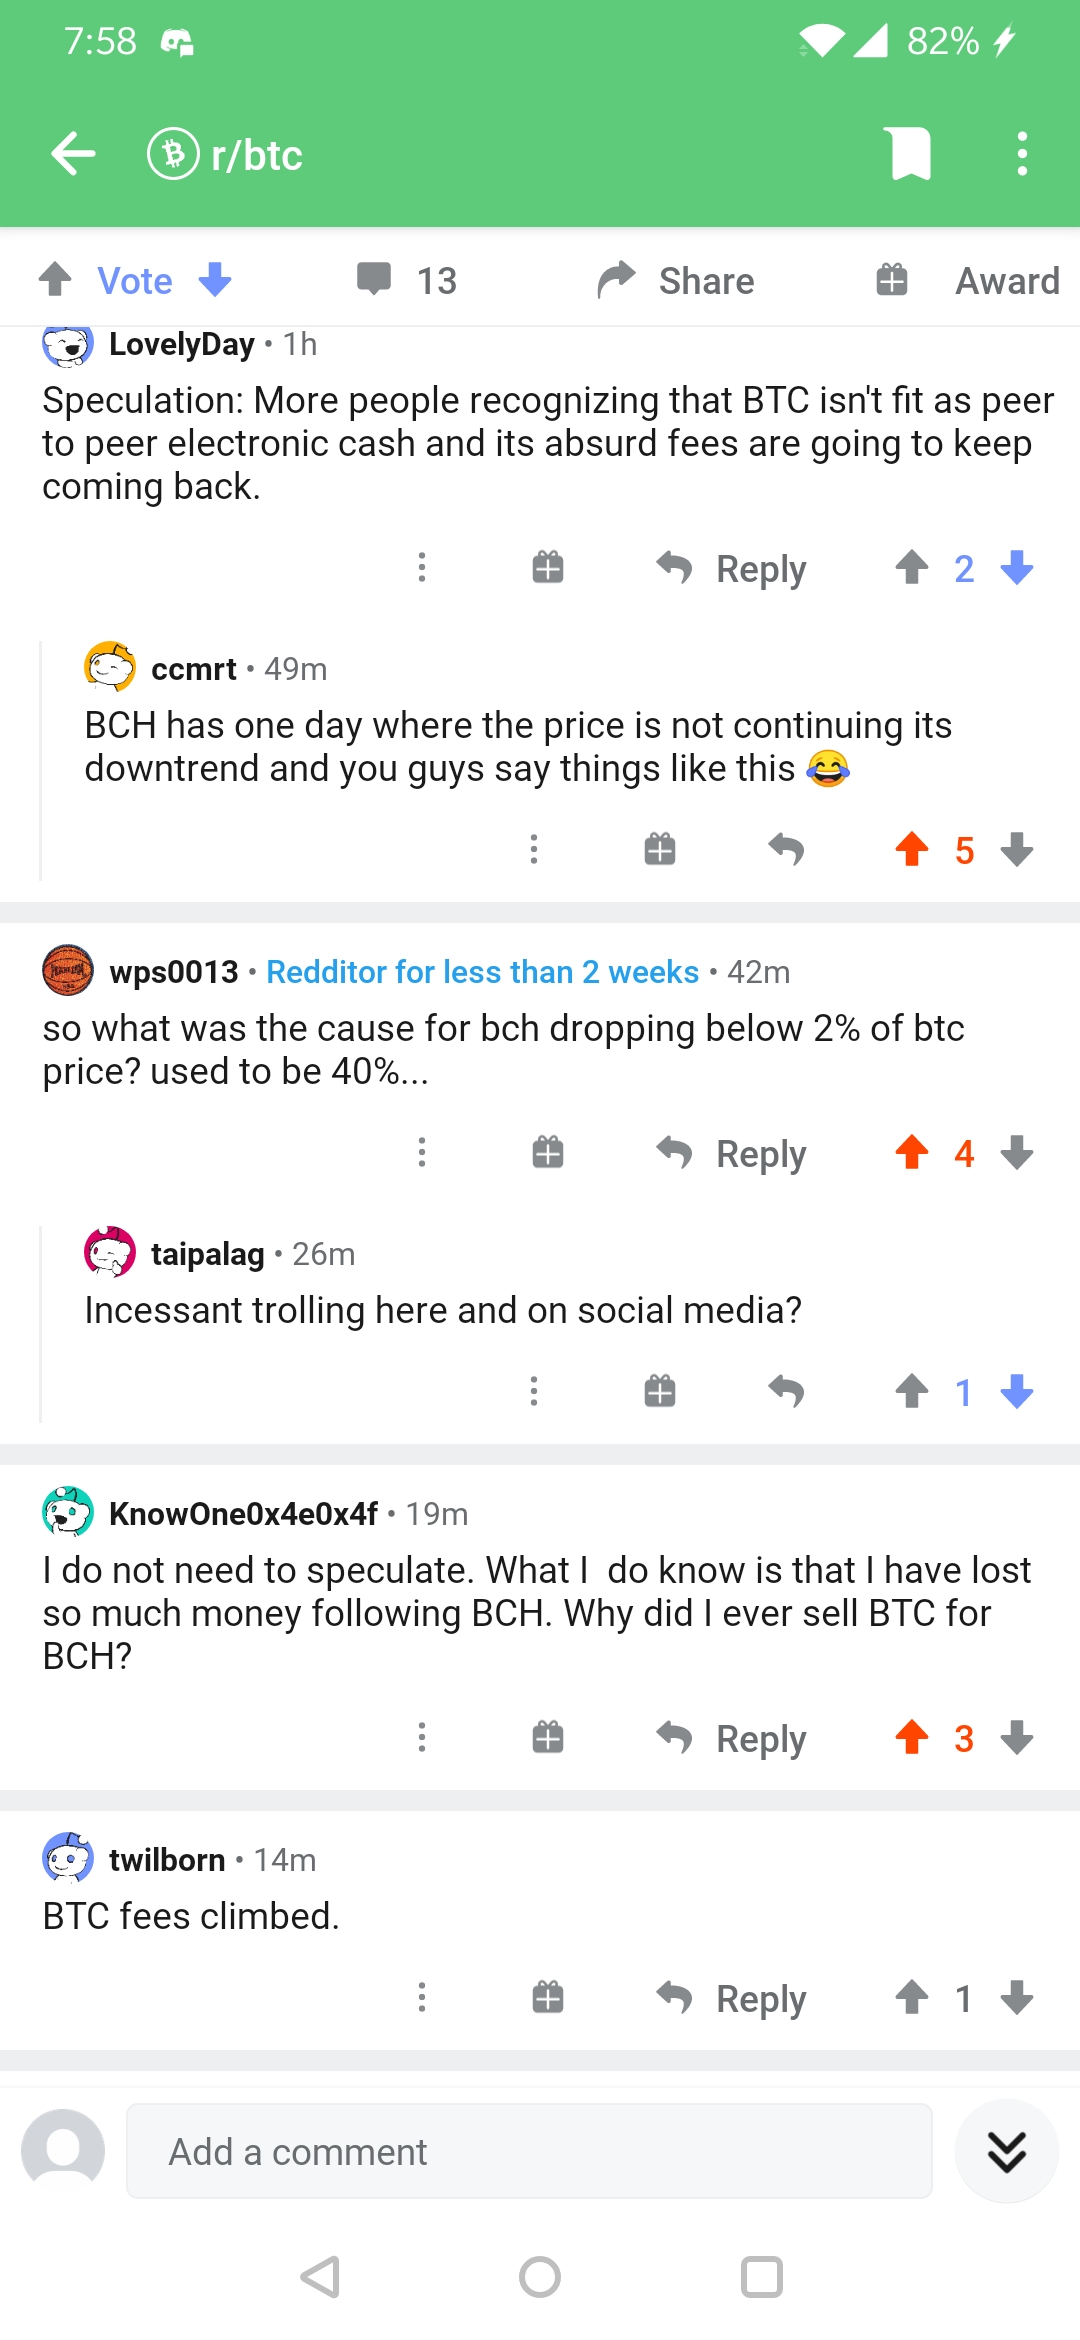 7:58 82%
r/btc
Vote 13 Share Award
LovelyDay • 1h
Speculation: More people recognizing that BTC isn't fit as peer
to peer electronic cash and its absurd fees are going to keep
coming back.
Reply 2
ccmrt • 49m
BCH has one day where the price is not continuing its
downtrend and you guys say things like this 😂
5
wps0013 • Redditor for less than 2 weeks • 42m
so what was the cause for bch dropping below 2% of btc
price? used to be 40%...
Reply 4
taipalag • 26m
Incessant trolling here and on social media?
1
KnowOne0x4e0x4f • 19m
I do not need to speculate. What I  do know is that I have lost
so much money following BCH. Why did I ever sell BTC for
BCH?
Reply 3
twilborn • 14m
BTC fees climbed.
Reply 1
Add a comment